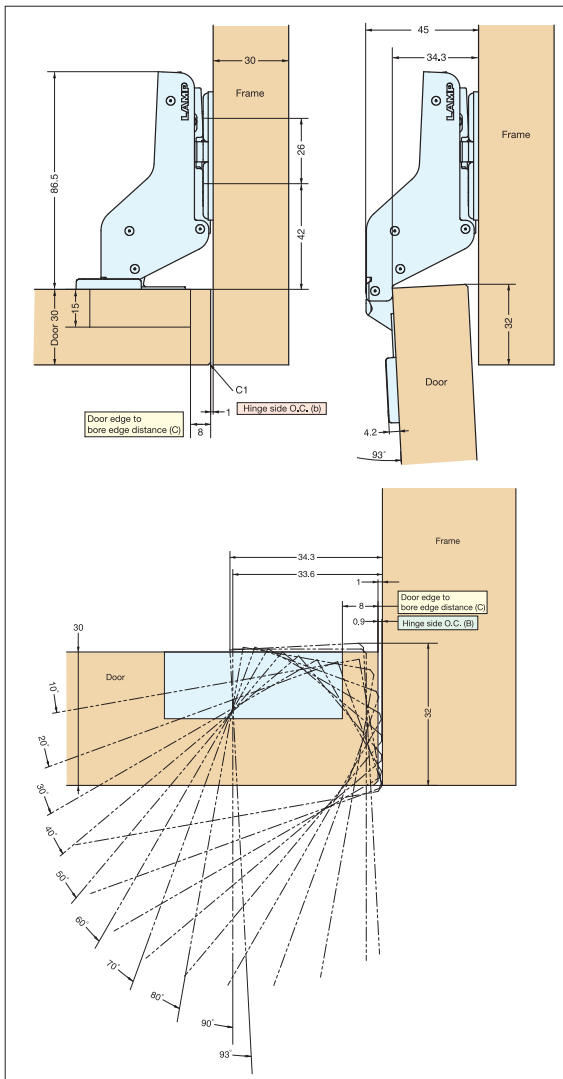 45
34.3
30
Frame
LAMP
26
42
86.5
Door 30
15
C1
1
Hinge side O.C. (b)
Door edge to
bore edge distance (C)
8
Frame
LAMP
32
Door
4.2
93°
34.3
33.6
Frame
1
8
Door edge to
bore edge distance (C)
0.9
Hinge side O.C. (B)
30
Door
32
10°
20°
30°
40°
50°
60°
70°
80°
90°
93°